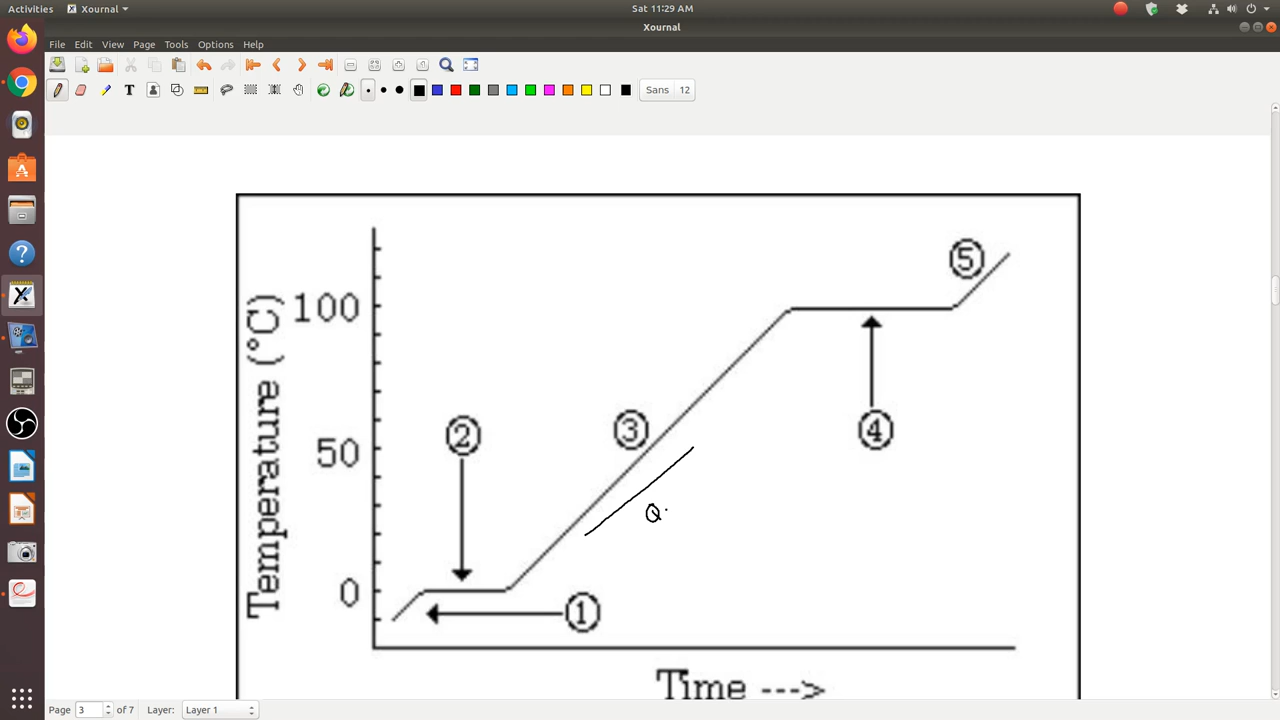 Activities Xournal Sat 11:29 AM
Xournal
File Edit View Page Tools Options Help
T Sans 12
Temperature (°C)
100
50
0
⑤
②
③
④
①
Q
Time --->
Page 3 of 7 Layer: Layer 1